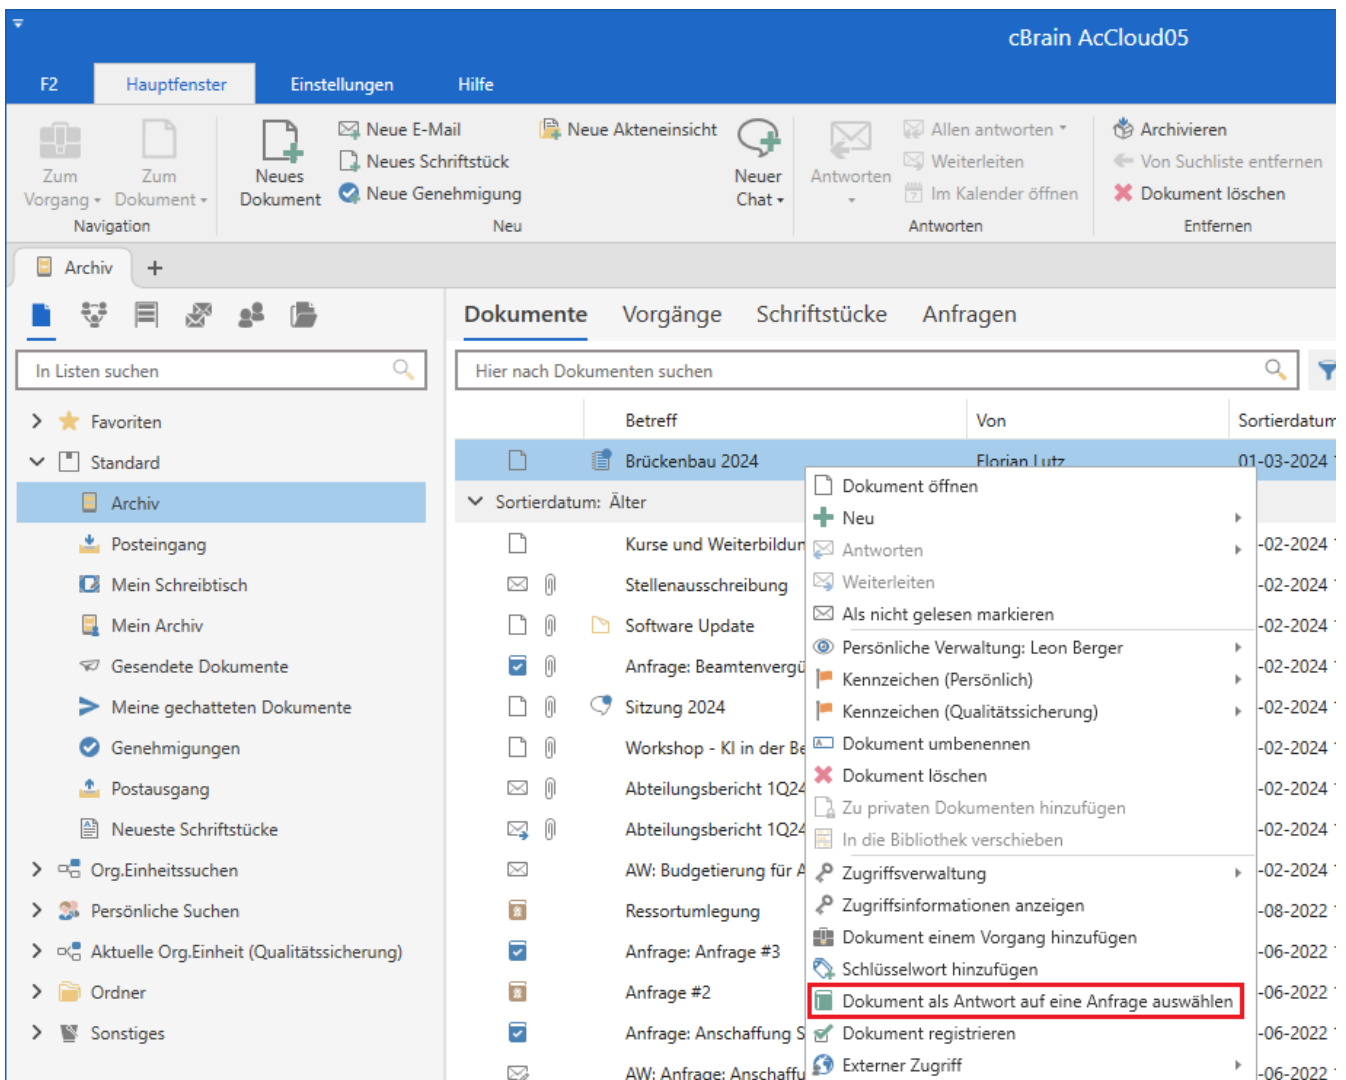 cBrain AcCloud05
F2 Hauptfenster Einstellungen Hilfe
Zum Vorgang
Zum Dokument
Navigation
Neues Dokument
Neue E-Mail
Neues Schriftstück
Neue Genehmigung
Neue Akteneinsicht
Neuer Chat
Neu
Antworten
Allen antworten
Weiterleiten
Im Kalender öffnen
Antworten
Archivieren
Von Suchliste entfernen
Dokument löschen
Entfernen
Archiv +
In Listen suchen
Favoriten
Standard
Archiv
Posteingang
Mein Schreibtisch
Mein Archiv
Gesendete Dokumente
Meine gechatteten Dokumente
Genehmigungen
Postausgang
Neueste Schriftstücke
Org.Einheitssuchen
Persönliche Suchen
Aktuelle Org.Einheit (Qualitätssicherung)
Ordner
Sonstiges
Dokumente Vorgänge Schriftstücke Anfragen
Hier nach Dokumenten suchen
Betreff Von Sortierdatum
Brückenbau 2024 Florian Lutz 01-03-2024 1
Sortierdatum: Älter
Kurse und Weiterbildun -02-2024
Stellenausschreibung -02-2024
Software Update -02-2024
Anfrage: Beamtenvergü -02-2024
Sitzung 2024 -02-2024
Workshop - KI in der Be -02-2024
Abteilungsbericht 1Q24 -02-2024
Abteilungsbericht 1Q24 -02-2024
AW: Budgetierung für A -02-2024
Ressortumlegung -08-2022
Anfrage: Anfrage #3 -06-2022
Anfrage #2 -06-2022
Anfrage: Anschaffung S -06-2022
AW: Anfrage: Anschaffu -06-2022
Dokument öffnen
Neu
Antworten
Weiterleiten
Als nicht gelesen markieren
Persönliche Verwaltung: Leon Berger
Kennzeichen (Persönlich)
Kennzeichen (Qualitätssicherung)
Dokument umbenennen
Dokument löschen
Zu privaten Dokumenten hinzufügen
In die Bibliothek verschieben
Zugriffsverwaltung
Zugriffsinformationen anzeigen
Dokument einem Vorgang hinzufügen
Schlüsselwort hinzufügen
Dokument als Antwort auf eine Anfrage auswählen
Dokument registrieren
Externer Zugriff